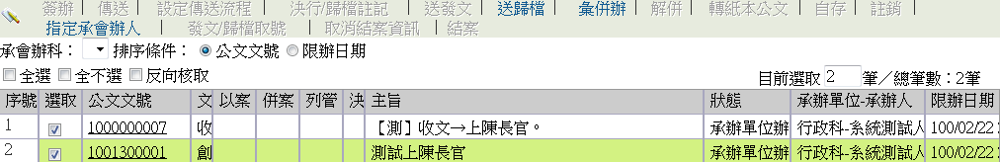 簽辦 | 傳送 | 設定傳送流程 | 決行/歸檔註記 | 送發文 | 送歸檔 | 彙併辦 | 解併 | 轉紙本公文 | 自存 | 註銷 |
指定承會辦人 | 發文/歸檔取號 | 取消結案資訊 | 結案
承會辦科： 排序條件： 公文文號 限辦日期
全選 全不選 反向核取 目前選取 2 筆／總筆數：2筆
序號 選取 公文文號 文 以案 併案 列管 決 主旨 狀態 承辦單位-承辦人 限辦日期
1 1000000007 收 【測】收文→上陳長官。 承辦單位辦 行政科-系統測試人 100/02/22
2 1001300001 創 測試上陳長官 承辦單位辦 行政科-系統測試人 100/02/22